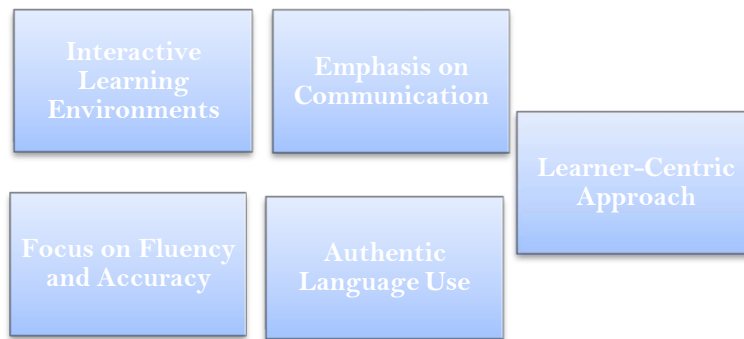 Interactive
Learning
Environments
Emphasis on
Communication
Learner-Centric
Approach
Focus on Fluency
and Accuracy
Authentic
Language Use